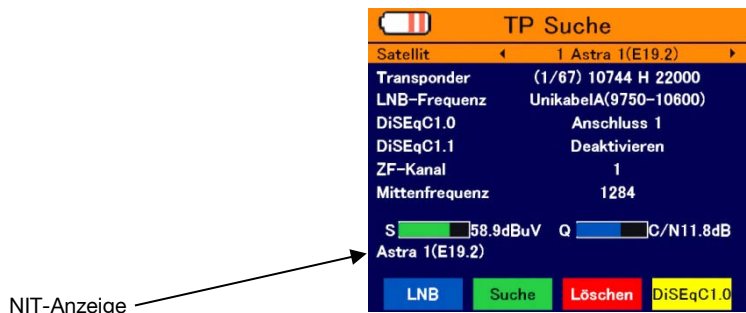 TP Suche
Satellit 1 Astra 1(E19.2)
Transponder (1/67) 10744 H 22000
LNB-Frequenz UnikabelA(9750-10600)
DiSEqC1.0 Anschluss 1
DiSEqC1.1 Deaktivieren
ZF-Kanal 1
Mittenfrequenz 1284
S 58.9dBuV Q C/N11.8dB
Astra 1(E19.2)
LNB Suche Löschen DiSEqC1.0
NIT-Anzeige